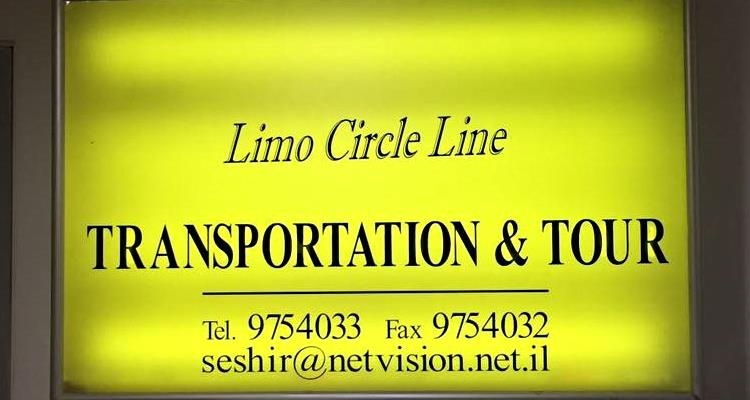 Limo Circle Line
TRANSPORTATION & TOUR
Tel. 9754033 Fax 9754032
seshir@netvision.net.il